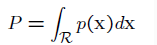 P = ∫_ℛ p(x)dx